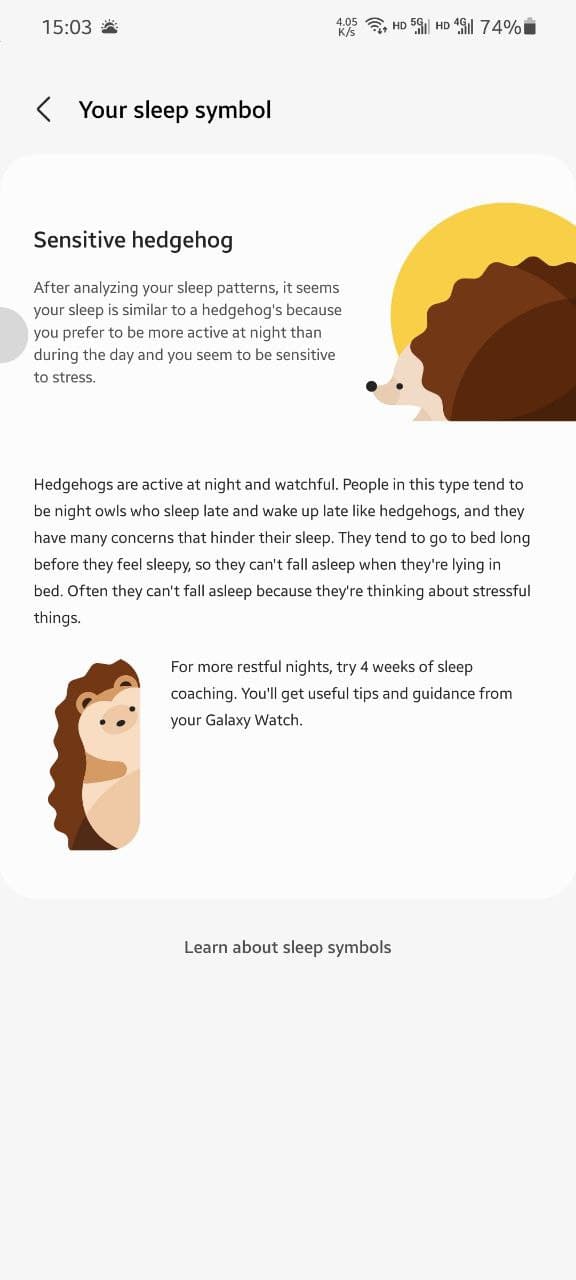 15:03
4.05
K/s
HD 5G HD 4G 74%
Your sleep symbol
Sensitive hedgehog
After analyzing your sleep patterns, it seems
your sleep is similar to a hedgehog's because
you prefer to be more active at night than
during the day and you seem to be sensitive
to stress.
Hedgehogs are active at night and watchful. People in this type tend to
be night owls who sleep late and wake up late like hedgehogs, and they
have many concerns that hinder their sleep. They tend to go to bed long
before they feel sleepy, so they can't fall asleep when they're lying in
bed. Often they can't fall asleep because they're thinking about stressful
things.
For more restful nights, try 4 weeks of sleep
coaching. You'll get useful tips and guidance from
your Galaxy Watch.
Learn about sleep symbols